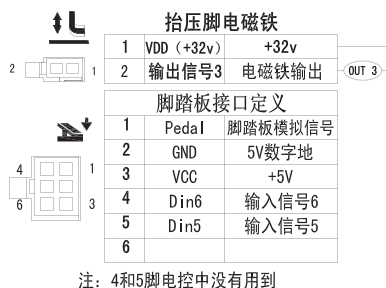 抬压脚电磁铁
1 VDD（+32v） +32v
2 输出信号3 电磁铁输出 OUT 3
2 1
脚踏板接口定义
1 Pedal 脚踏板模拟信号
2 GND 5V数字地
3 VCC +5V
4 Din6 输入信号6
5 Din5 输入信号5
6
4 1
6 3
注: 4和5脚电控中没有用到